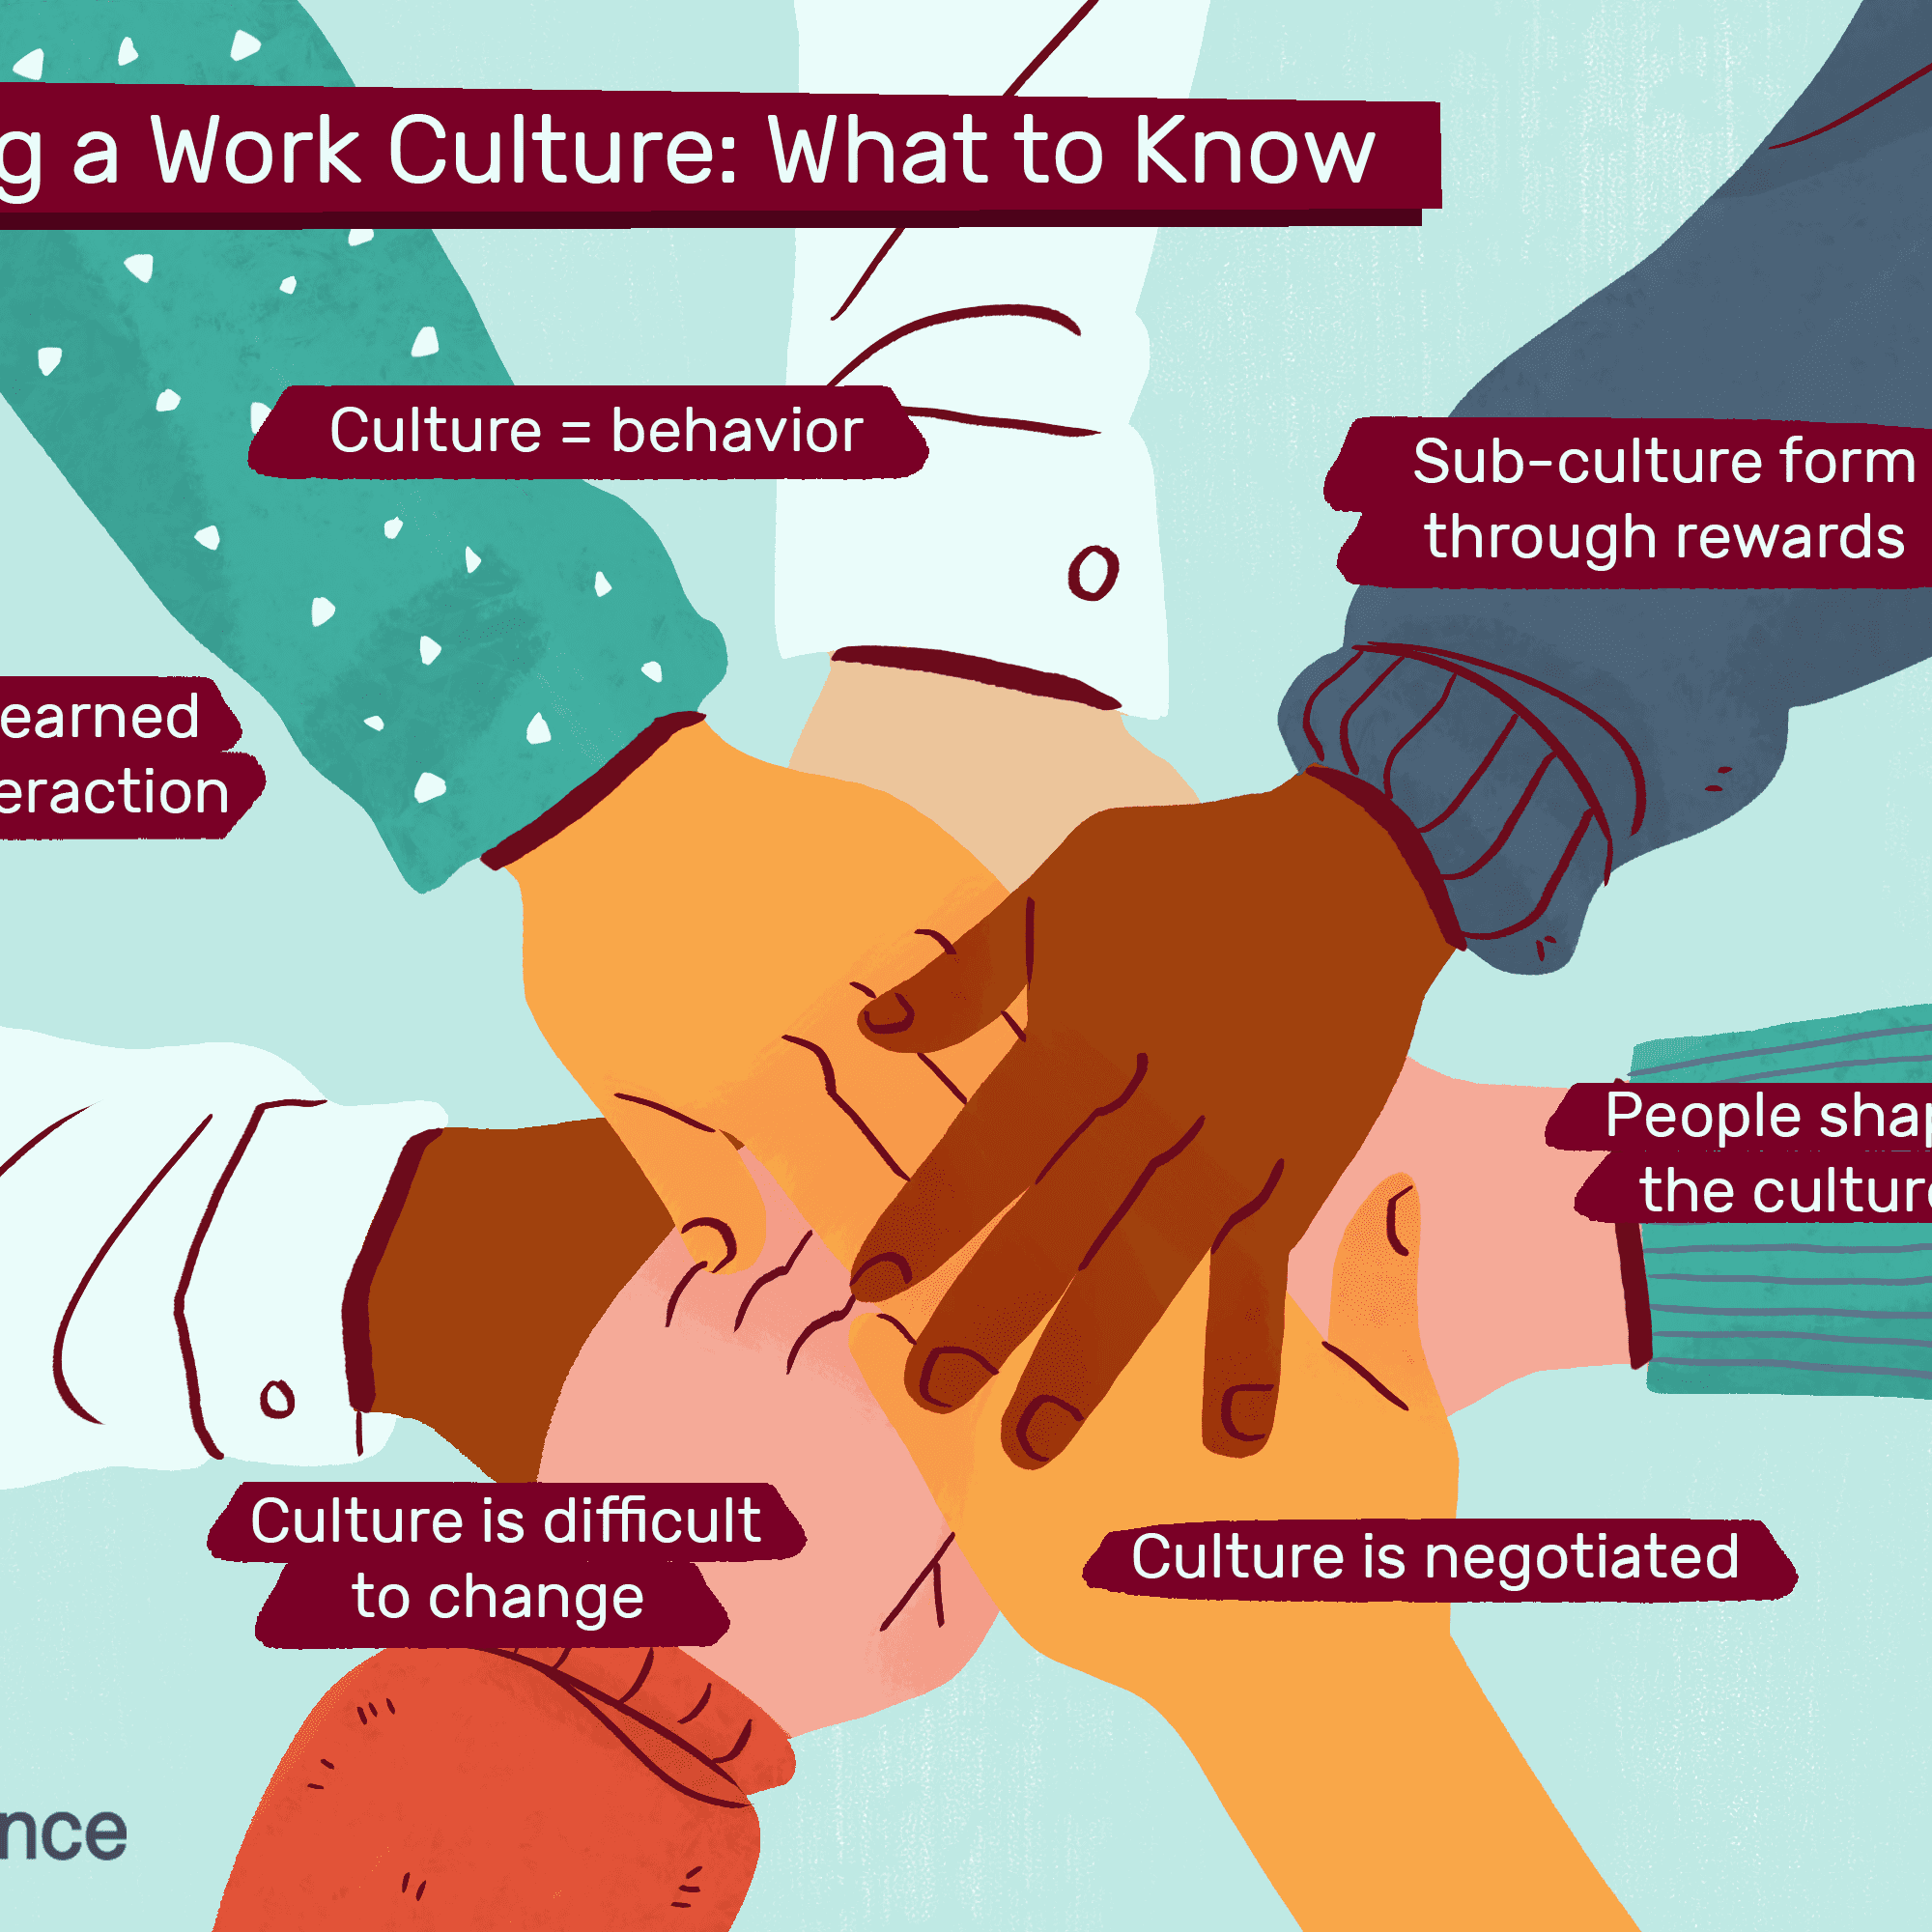 g a Work Culture: What to Know
Culture = behavior
Sub-culture form
through rewards
earned
eraction
People shap
the culture
Culture is difficult
to change
Culture is negotiated
nce